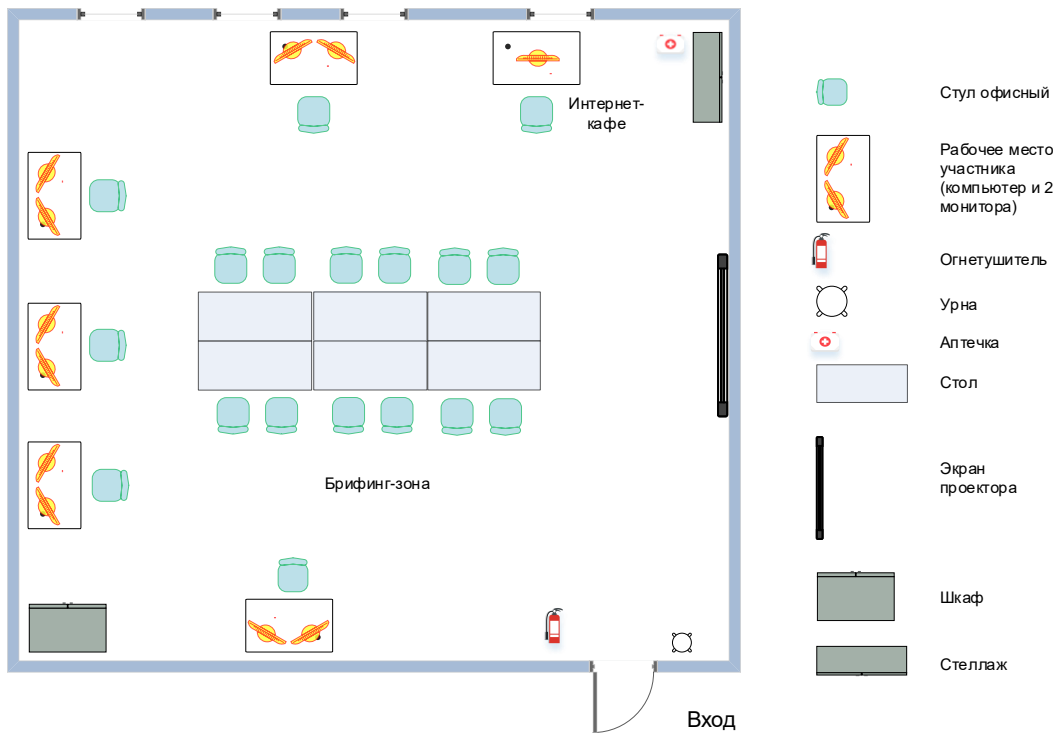 Интернет-
кафе
Брифинг-зона
Вход
Стул офисный
Рабочее место
участника
(компьютер и 2
монитора)
Огнетушитель
Урна
Аптечка
Стол
Экран
проектора
Шкаф
Стеллаж